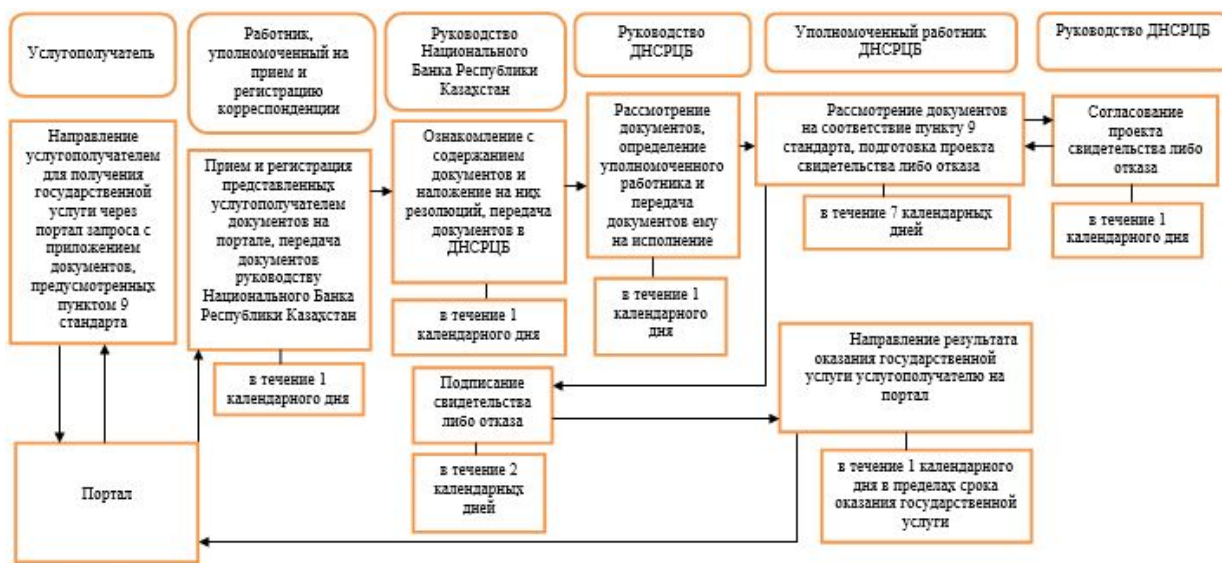 Услугополучатель
Работник,
уполномоченный на
прием и
регистрацию
корреспонденции
Руководство
Национального
Банка Республики
Казахстан
Руководство
ДНСРЦБ
Уполномоченный работник
ДНСРЦБ
Руководство ДНСРЦБ
Направление
услугополучателем
для получения
государственной
услуги через
портал запроса с
приложением
документов,
предусмотренных
пунктом 9
стандарта
Прием и регистрация
представленных
услугополучателем
документов на
портале, передача
документов
руководству
Национального Банка
Республики Казахстан
в течение 1
календарного дня
Ознакомление с
содержанием
документов и
наложение на них
резолюций, передача
документов в
ДНСРЦБ
в течение 1
календарного дня
Рассмотрение
документов,
определение
уполномоченного
работника и
передача
документов ему
на исполнение
в течение 1
календарного
дня
Рассмотрение документов
на соответствие пункту 9
стандарта, подготовка проекта
свидетельства либо отказа
в течение 7 календарных
дней
Согласование
проекта
свидетельства либо
отказа
в течение 1
календарного дня
Подписание
свидетельства
либо отказа
в течение 2
календарных
дней
Направление результата
оказания государственной
услуги услугополучателю на
портал
в течение 1 календарного
дня в пределах срока
оказания государственной
услуги
Портал